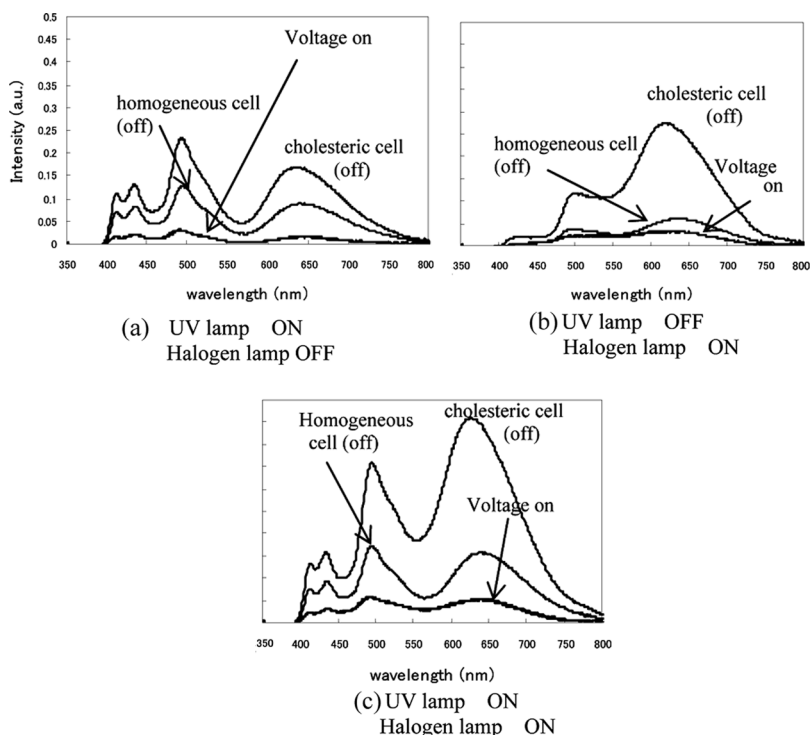 0.5
0.45
0.4
0.35
0.3
0.25
0.2
0.15
0.1
0.05
0
Intensity (a.u.)
Voltage on
homogeneous cell
(off)
cholesteric cell
(off)
350 400 450 500 550 600 650 700 750 800
wavelength (nm)
(a) UV lamp ON
Halogen lamp OFF
cholesteric cell
(off)
homogeneous cell
(off)
Voltage
on
350 400 450 500 550 600 650 700 750 800
wavelength (nm)
(b) UV lamp OFF
Halogen lamp ON
Homogeneous
cell (off)
cholesteric cell
(off)
Voltage on
350 400 450 500 550 600 650 700 750 800
wavelength (nm)
(c) UV lamp ON
Halogen lamp ON